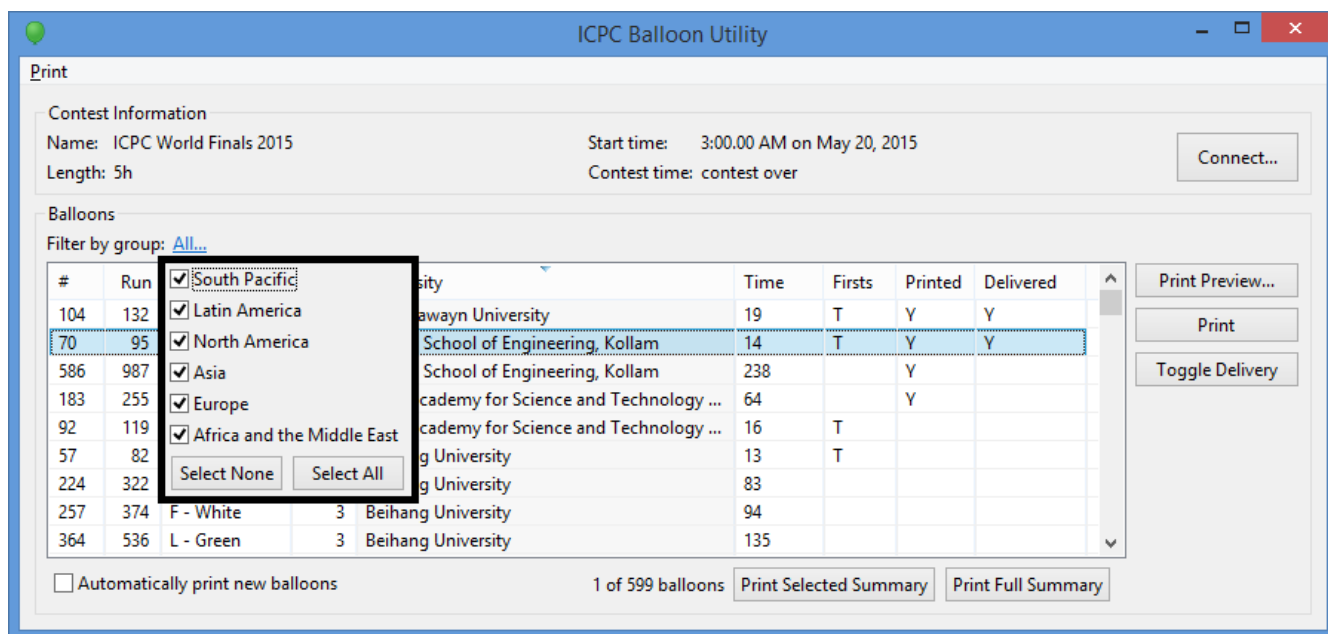 ICPC Balloon Utility
Print
Contest Information
Name: ICPC World Finals 2015 Start time: 3:00.00 AM on May 20, 2015
Connect...
Length: 5h Contest time: contest over
Balloons
Filter by group: All...
# Run sity Time Firsts Printed Delivered
104 132 awayn University 19 T Y Y
70 95 School of Engineering, Kollam 14 T Y Y
586 987 School of Engineering, Kollam 238 Y
183 255 cademy for Science and Technology ... 64 Y
92 119 cademy for Science and Technology ... 16 T
57 82 g University 13 T
224 322 g University 83
257 374 F - White 3 Beihang University 94
364 536 L - Green 3 Beihang University 135
South Pacific
Latin America
North America
Asia
Europe
Africa and the Middle East
Select None Select All
Print Preview...
Print
Toggle Delivery
Automatically print new balloons 1 of 599 balloons Print Selected Summary Print Full Summary